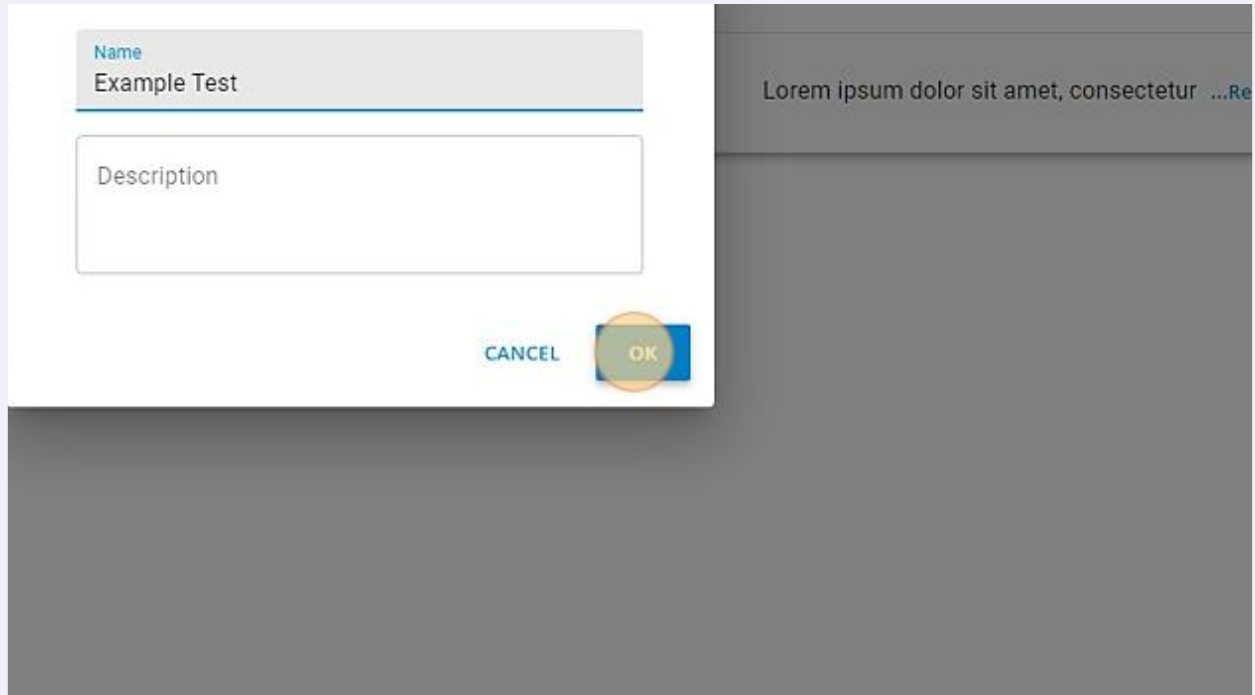 Name
Example Test
Lorem ipsum dolor sit amet, consectetur ...Re
Description
CANCEL
OK